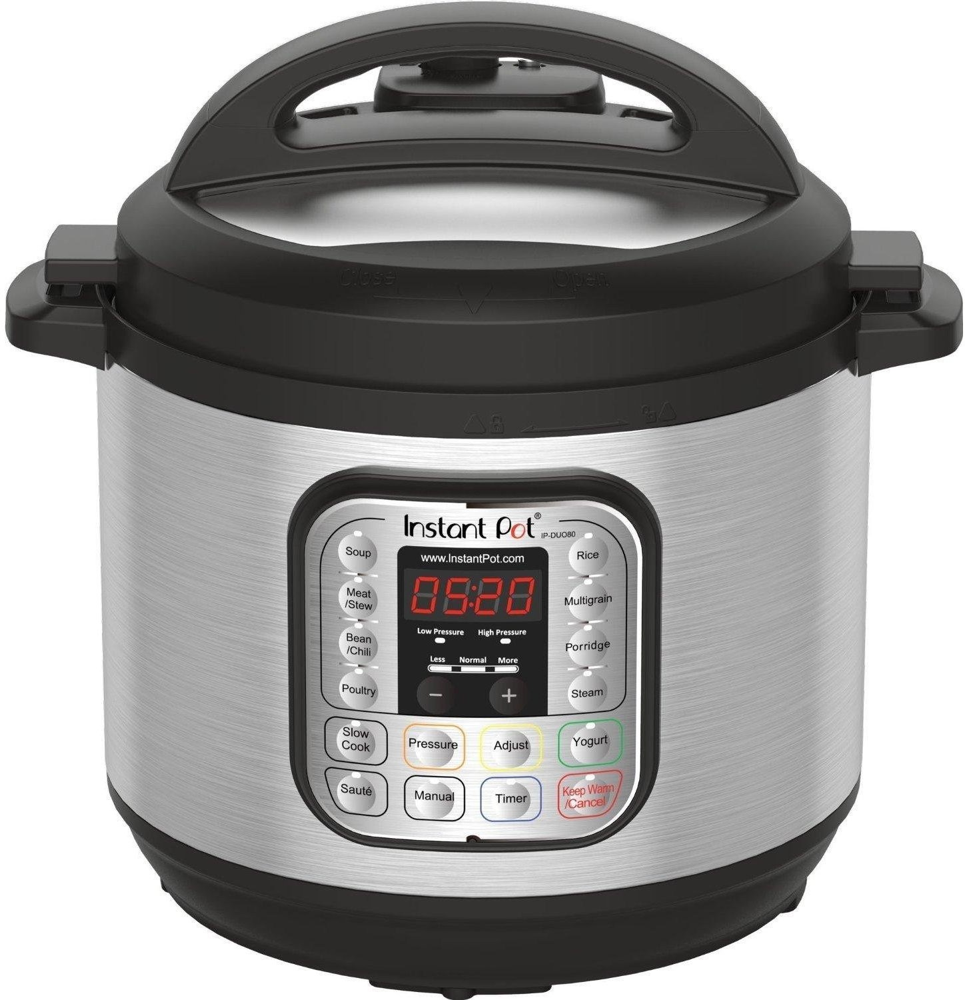 Close Open
Instant Pot®
IP-DUO80
www.InstantPot.com
05:20
Low Pressure High Pressure
Less Normal More
− +
Soup
Meat
/Stew
Bean
/Chili
Poultry
Rice
Multigrain
Porridge
Steam
Slow
Cook
Pressure
Adjust
Yogurt
Sauté
Manual
Timer
Keep Warm
/Cancel